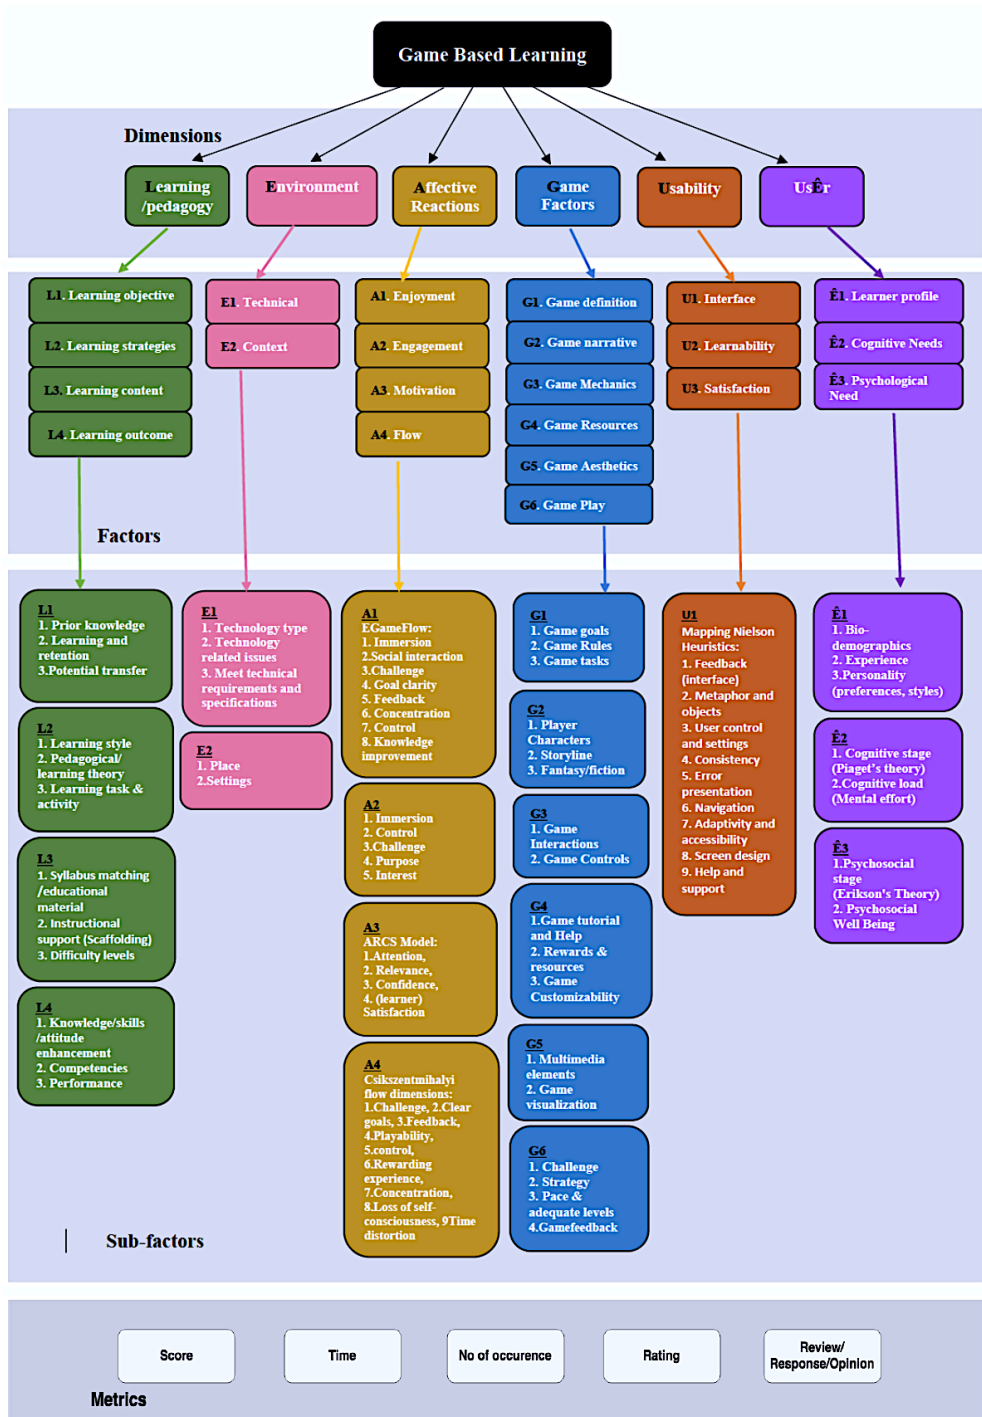 Game Based Learning
Dimensions
Learning
/pedagogy
Environment
Affective
Reactions
Game
Factors
Usability
UsÊr
L1. Learning objective
L2. Learning strategies
L3. Learning content
L4. Learning outcome
E1. Technical
E2. Context
A1. Enjoyment
A2. Engagement
A3. Motivation
A4. Flow
G1. Game definition
G2. Game narrative
G3. Game Mechanics
G4. Game Resources
G5. Game Aesthetics
G6. Game Play
U1. Interface
U2. Learnability
U3. Satisfaction
Ê1. Learner profile
Ê2. Cognitive Needs
Ê3. Psychological
Need
Factors
L1
1. Prior knowledge
2. Learning and
retention
3.Potential transfer
L2
1. Learning style
2. Pedagogical/
learning theory
3. Learning task &
activity
L3
1. Syllabus matching
/educational
material
2. Instructional
support (Scaffolding)
3. Difficulty levels
L4
1. Knowledge/skills
/attitude
enhancement
2. Competencies
3. Performance
E1
1. Technology type
2. Technology
related issues
3. Meet technical
requirements and
specifications
E2
1. Place
2.Settings
A1
EGameFlow:
1. Immersion
2.Social interaction
3.Challenge
4. Goal clarity
5. Feedback
6. Concentration
7. Control
8. Knowledge
improvement
A2
1. Immersion
2. Control
3.Challenge
4. Purpose
5. Interest
A3
ARCS Model:
1.Attention,
2. Relevance,
3. Confidence,
4. (learner)
Satisfaction
A4
Csikszentmihalyi
flow dimensions:
1.Challenge, 2.Clear
goals, 3.Feedback,
4.Playability,
5.control,
6.Rewarding
experience,
7.Concentration,
8.Loss of self-
consciousness, 9Time
distortion
G1
1. Game goals
2. Game Rules
3. Game tasks
G2
1. Player
Characters
2. Storyline
3. Fantasy/fiction
G3
1. Game
Interactions
2. Game Controls
G4
1.Game tutorial
and Help
2. Rewards &
resources
3. Game
Customizability
G5
1. Multimedia
elements
2. Game
visualization
G6
1. Challenge
2. Strategy
3. Pace &
adequate levels
4.Gamefeedback
U1
Mapping Nielson
Heuristics:
1. Feedback
(interface)
2. Metaphor and
objects
3. User control
and settings
4. Consistency
5. Error
presentation
6. Navigation
7. Adaptivity and
accessibility
8. Screen design
9. Help and
support
Ê1
1. Bio-
demographics
2. Experience
3.Personality
(preferences, styles)
Ê2
1. Cognitive stage
(Piaget's theory)
2.Cognitive load
(Mental effort)
Ê3
1.Psychosocial
stage
(Erikson's Theory)
2. Psychosocial
Well Being
Sub-factors
Score
Time
No of occurence
Rating
Review/
Response/Opinion
Metrics